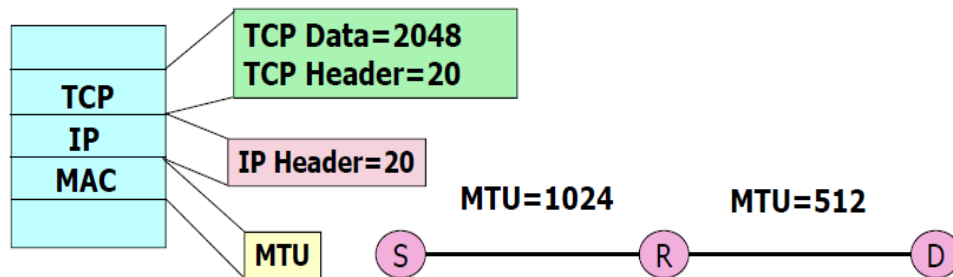 TCP Data=2048
TCP Header=20
TCP
IP
IP Header=20
MAC
MTU=1024
MTU=512
MTU
S
R
D